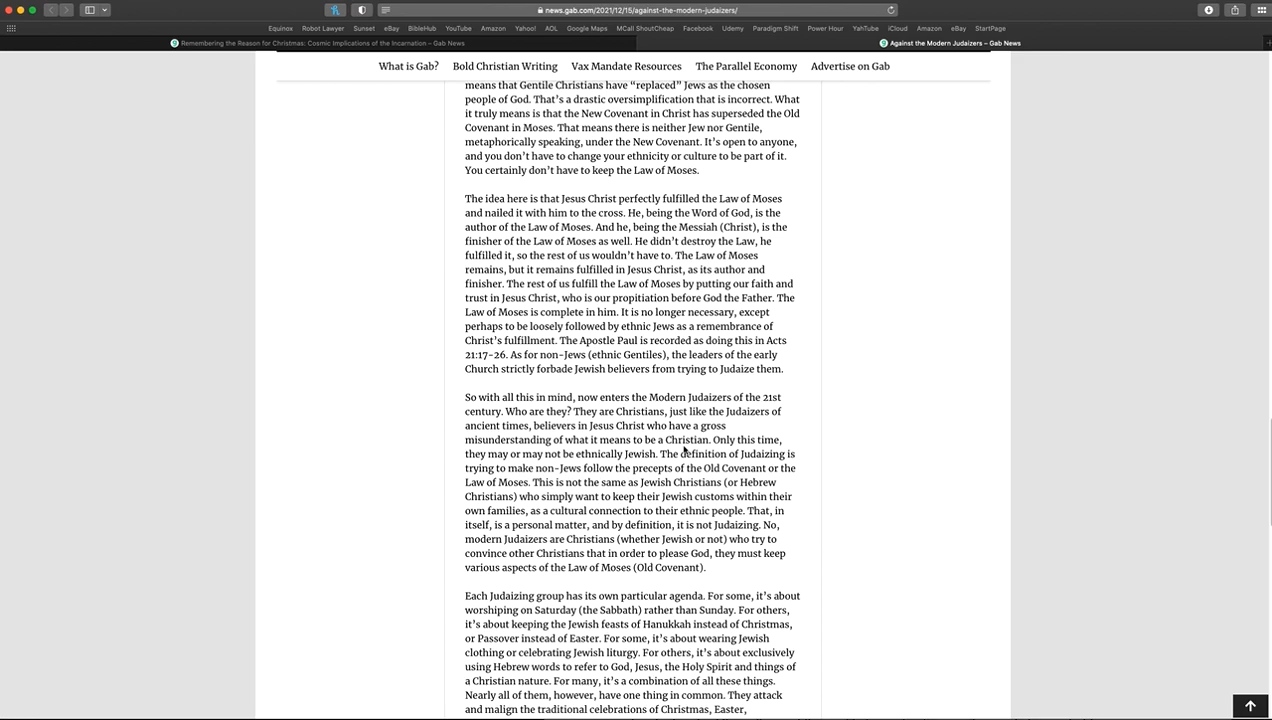 news.gab.com/2021/12/15/against-the-modern-judaizers/
Equinox Robot Lawyer Sunset eBay BibleHub YouTube Amazon Yahoo! AOL Google Maps MCall ShoutCheap Facebook Udemy Paradigm Shift Power Hour YahTube iCloud Amazon eBay StartPage
Remembering the Reason for Christmas: Cosmic Implications of the Incarnation – Gab News
Against the Modern Judaizers – Gab News
What is Gab? Bold Christian Writing Vax Mandate Resources The Parallel Economy Advertise on Gab
means that Gentile Christians have “replaced” Jews as the chosen
people of God. That’s a drastic oversimplification that is incorrect. What
it truly means is that the New Covenant in Christ has superseded the Old
Covenant in Moses. That means there is neither Jew nor Gentile,
metaphorically speaking, under the New Covenant. It’s open to anyone,
and you don’t have to change your ethnicity or culture to be part of it.
You certainly don’t have to keep the Law of Moses.
The idea here is that Jesus Christ perfectly fulfilled the Law of Moses
and nailed it with him to the cross. He, being the Word of God, is the
author of the Law of Moses. And he, being the Messiah (Christ), is the
finisher of the Law of Moses as well. He didn’t destroy the Law, he
fulfilled it, so the rest of us wouldn’t have to. The Law of Moses
remains, but it remains fulfilled in Jesus Christ, as its author and
finisher. The rest of us fulfill the Law of Moses by putting our faith and
trust in Jesus Christ, who is our propitiation before God the Father. The
Law of Moses is complete in him. It is no longer necessary, except
perhaps to be loosely followed by ethnic Jews as a remembrance of
Christ’s fulfillment. The Apostle Paul is recorded as doing this in Acts
21:17-26. As for non-Jews (ethnic Gentiles), the leaders of the early
Church strictly forbade Jewish believers from trying to Judaize them.
So with all this in mind, now enters the Modern Judaizers of the 21st
century. Who are they? They are Christians, just like the Judaizers of
ancient times, believers in Jesus Christ who have a gross
misunderstanding of what it means to be a Christian. Only this time,
they may or may not be ethnically Jewish. The definition of Judaizing is
trying to make non-Jews follow the precepts of the Old Covenant or the
Law of Moses. This is not the same as Jewish Christians (or Hebrew
Christians) who simply want to keep their Jewish customs within their
own families, as a cultural connection to their ethnic people. That, in
itself, is a personal matter, and by definition, it is not Judaizing. No,
modern Judaizers are Christians (whether Jewish or not) who try to
convince other Christians that in order to please God, they must keep
various aspects of the Law of Moses (Old Covenant).
Each Judaizing group has its own particular agenda. For some, it’s about
worshiping on Saturday (the Sabbath) rather than Sunday. For others,
it’s about keeping the Jewish feasts of Hanukkah instead of Christmas,
or Passover instead of Easter. For some, it’s about wearing Jewish
clothing or celebrating Jewish liturgy. For others, it’s about exclusively
using Hebrew words to refer to God, Jesus, the Holy Spirit and things of
a Christian nature. For many, it’s a combination of all these things.
Nearly all of them, however, have one thing in common. They attack
and malign the traditional celebrations of Christmas, Easter,